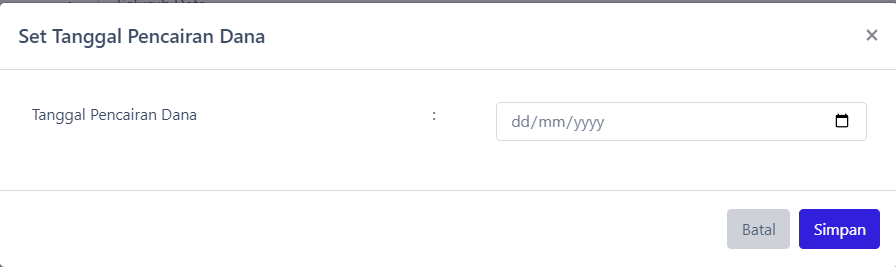 Set Tanggal Pencairan Dana ×
Tanggal Pencairan Dana : dd/mm/yyyy
Batal Simpan